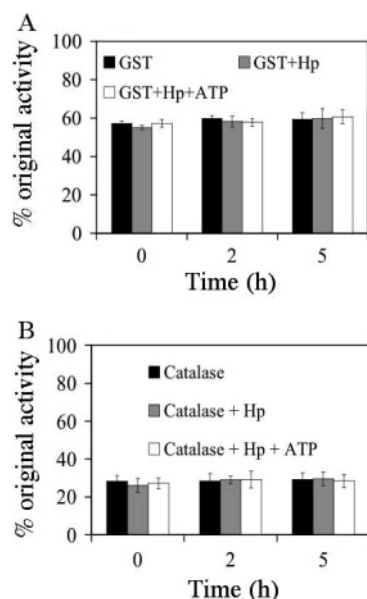 A
% original activity
100
80
60
40
20
0
GST
GST+Hp
GST+Hp+ATP
0 2 5
Time (h)
B
% original activity
100
80
60
40
20
0
Catalase
Catalase + Hp
Catalase + Hp + ATP
0 2 5
Time (h)